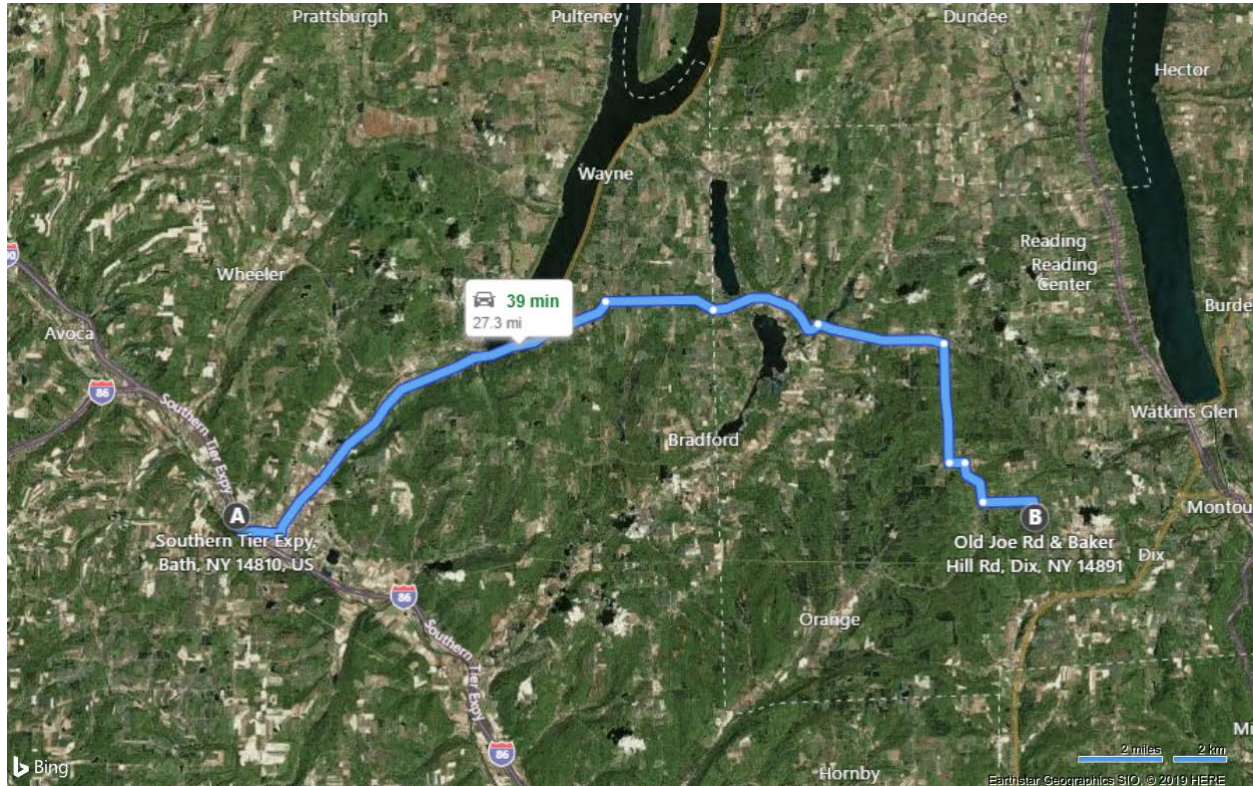 Prattsburgh
Pulteney
Dundee
Hector
Wayne
Wheeler
Reading
Reading
Center
39 min
27.3 mi
Avoca
86
Southern Tier Expy
Watkins Glen
Bradford
A
Southern Tier Expy,
Bath, NY 14810, US
B
Old Joe Rd & Baker
Hill Rd, Dix, NY 14891
Montou
Dix
86
Southern Tier Expy
Orange
86
Burde
Mi
Hornby
2 miles
2 km
Bing
Earthstar Geographics SIO, © 2019 HERE